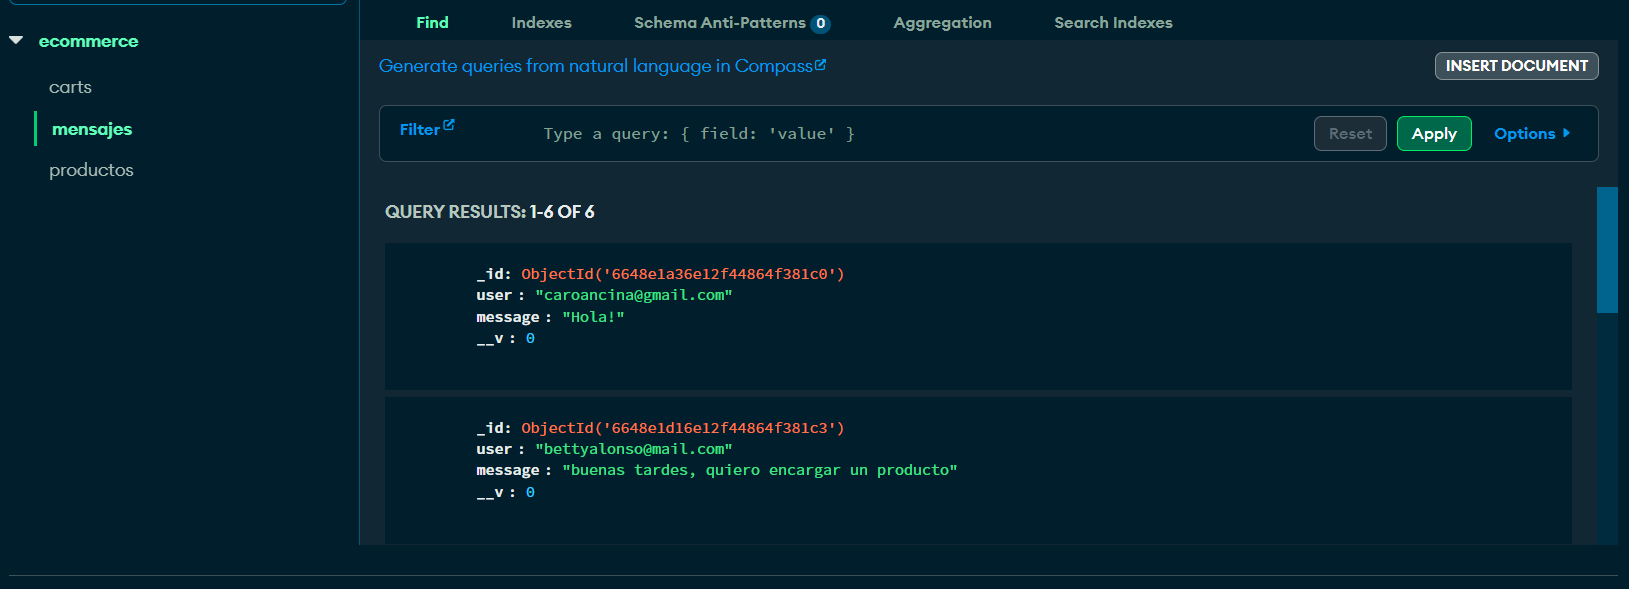 ecommerce
carts
mensajes
productos
Find Indexes Schema Anti-Patterns 0 Aggregation Search Indexes
Generate queries from natural language in Compass
INSERT DOCUMENT
Filter Type a query: { field: 'value' } Reset Apply Options
QUERY RESULTS: 1-6 OF 6
_id: ObjectId('6648e1a36e12f44864f381c0')
user : "caroancina@gmail.com"
message : "Hola!"
__v : 0
_id: ObjectId('6648e1d16e12f44864f381c3')
user : "bettyalonso@mail.com"
message : "buenas tardes, quiero encargar un producto"
__v : 0